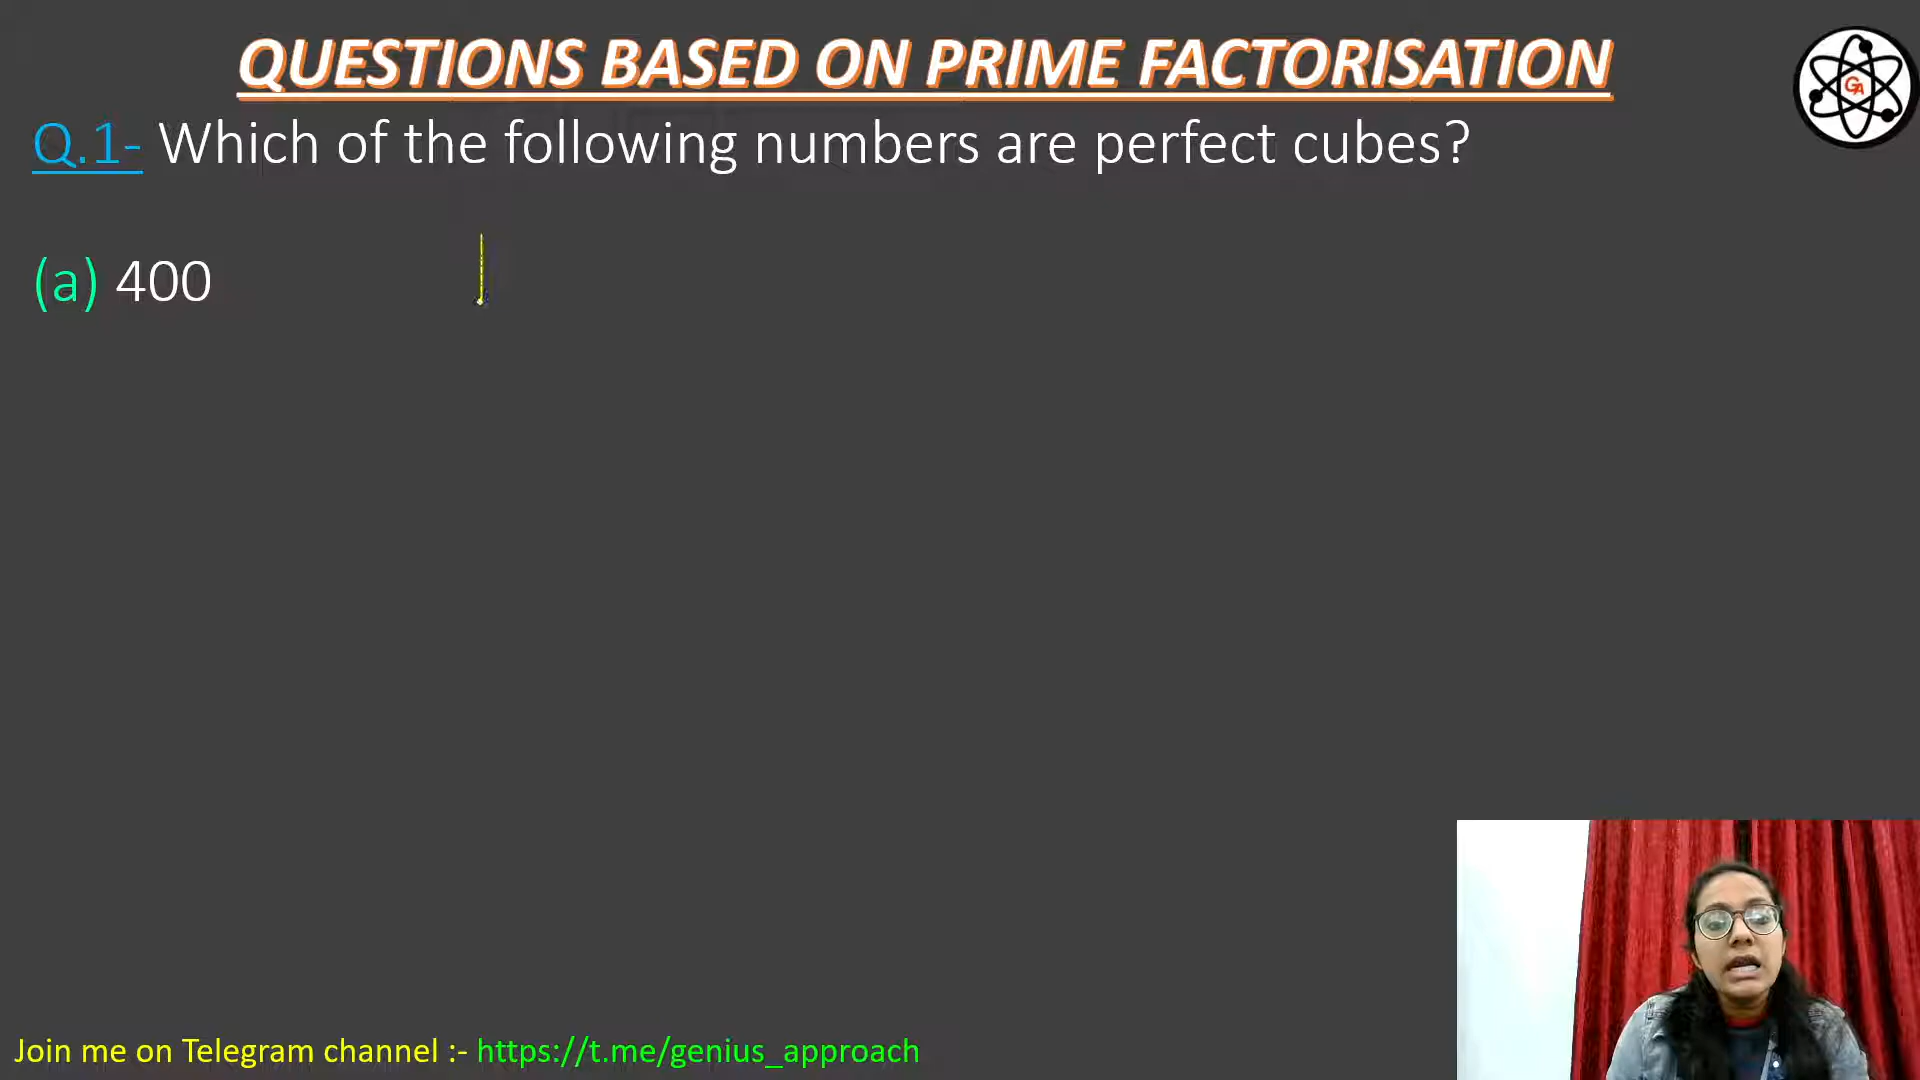 QUESTIONS BASED ON PRIME FACTORISATION
GA
Q.1- Which of the following numbers are perfect cubes?
(a) 400
Join me on Telegram channel :- https://t.me/genius_approach